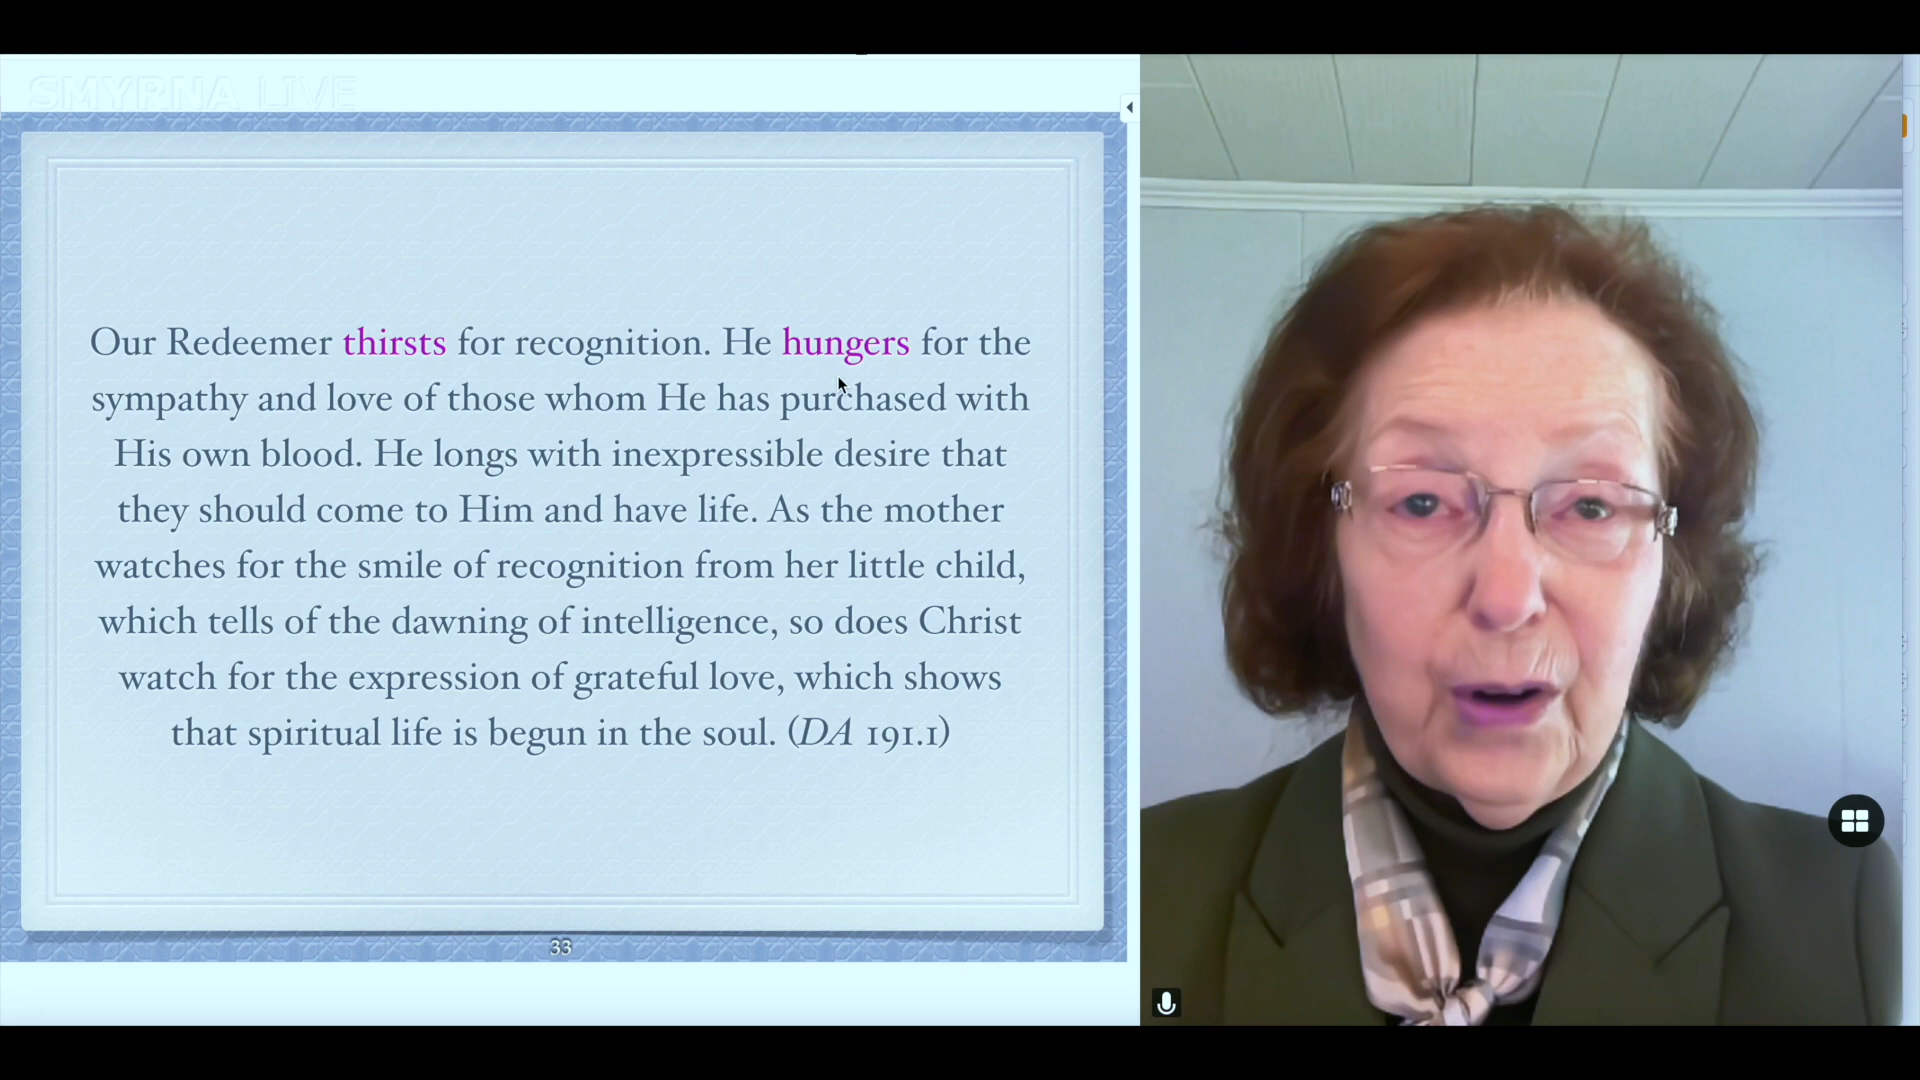 SMYRNA LIVE
Our Redeemer thirsts for recognition. He hungers for the
sympathy and love of those whom He has purchased with
His own blood. He longs with inexpressible desire that
they should come to Him and have life. As the mother
watches for the smile of recognition from her little child,
which tells of the dawning of intelligence, so does Christ
watch for the expression of grateful love, which shows
that spiritual life is begun in the soul. (DA 191.1)
33